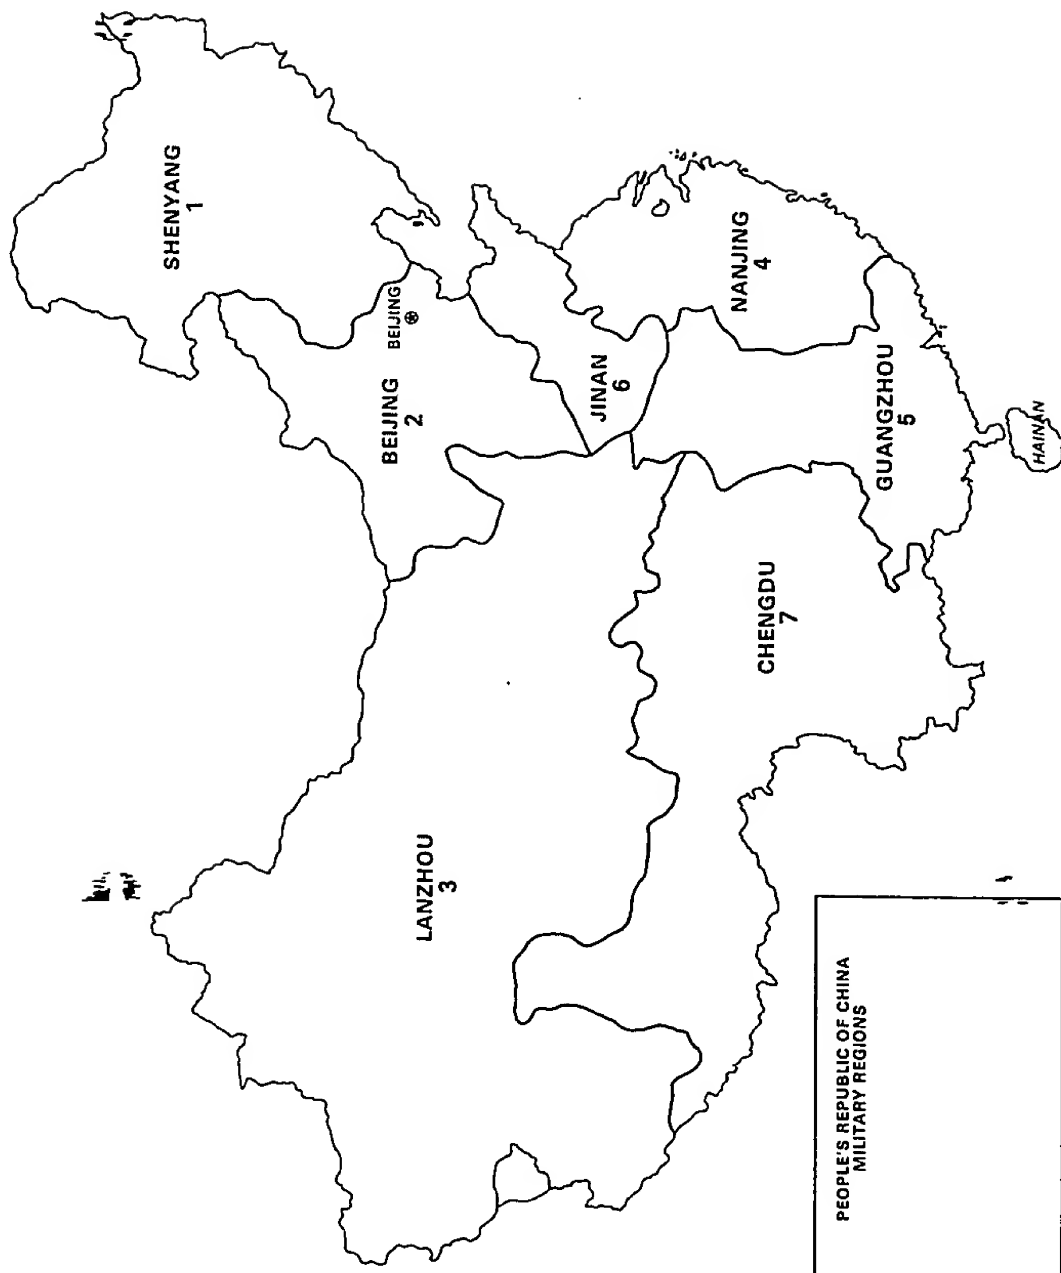 SHENYANG
1
BEIJING
2
BEIJING
LANZHOU
3
NANJING
4
JINAN
6
GUANGZHOU
5
CHENGDU
7
HAINAN
PEOPLE'S REPUBLIC OF CHINA
MILITARY REGIONS